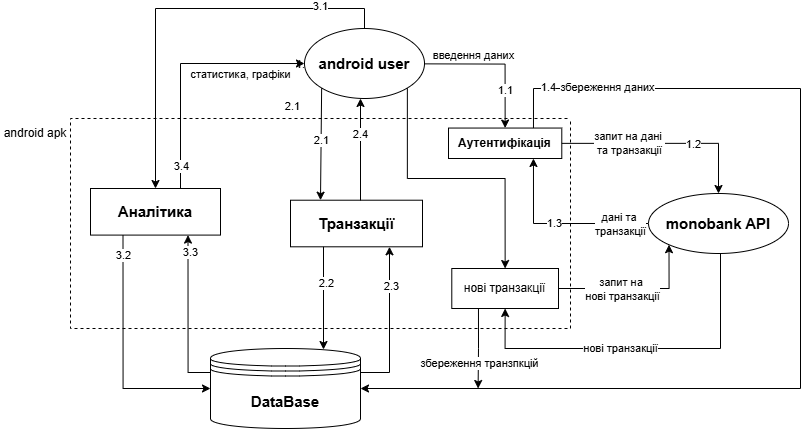 3.1
android user
введення даних
статистика, графіки
1.1
1.4
збереження даних
2.1
android apk
2.1
2.4
Аутентифікація
запит на дані
та транзакції
1.2
3.4
Аналітика
Транзакції
1.3
дані та
транзакції
monobank API
3.2
3.3
2.2
2.3
нові транзакції
запит на
нові транзакції
нові транзакції
збереження транзпкцій
DataBase